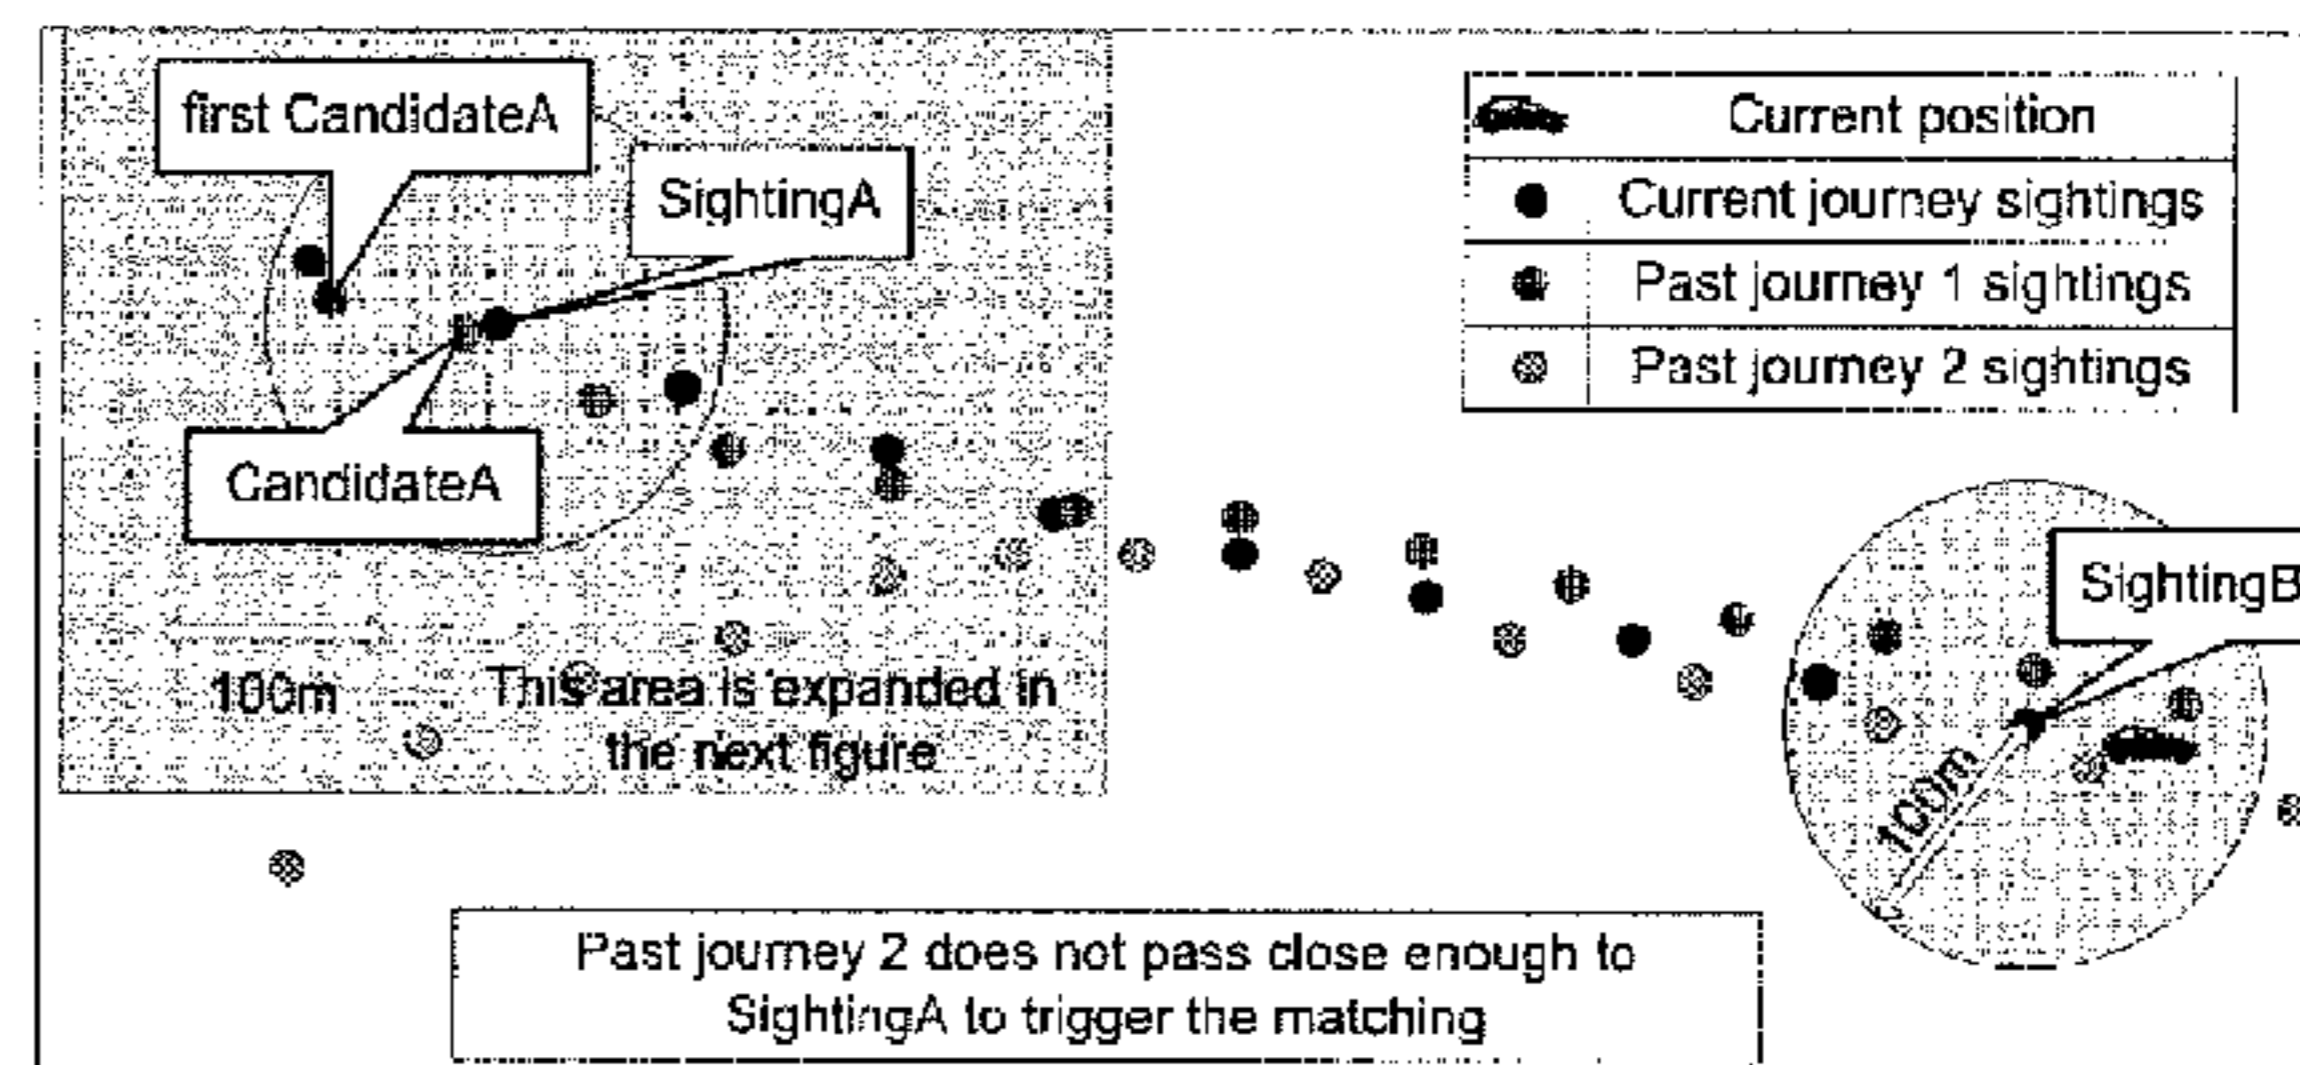 first CandidateA
SightingA
CandidateA
100m
This area is expanded in
the next figure
Current position
Current journey sightings
Past journey 1 sightings
Past journey 2 sightings
SightingB
100m
Past journey 2 does not pass close enough to
SightingA to trigger the matching